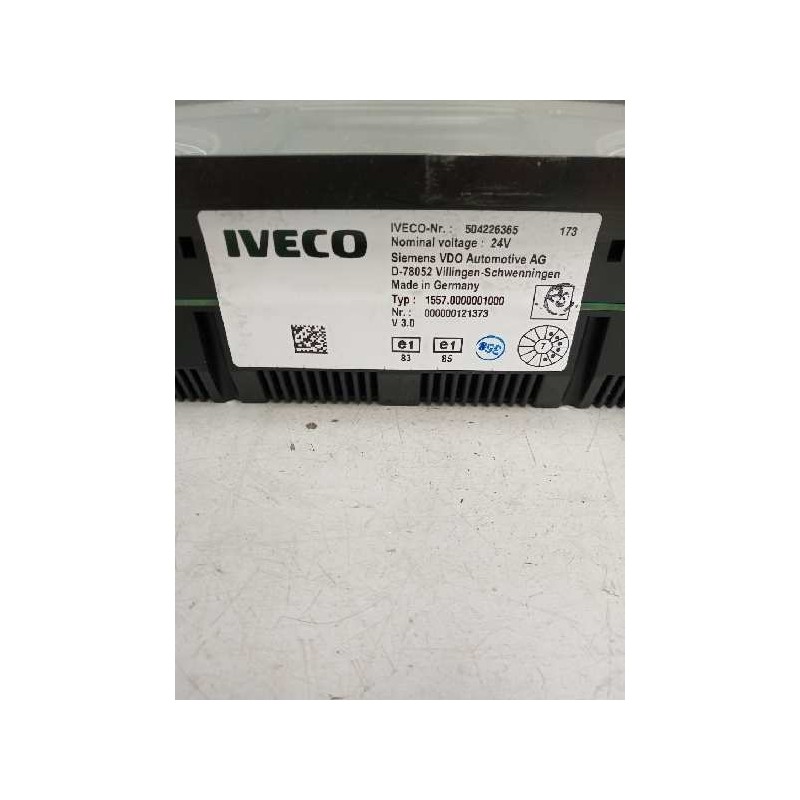 IVECO
IVECO-Nr. : 504226365 173
Nominal voltage : 24V
Siemens VDO Automotive AG
D-78052 Villingen-Schwenningen
Made in Germany
Typ : 1557.0000001000
Nr. : 000000121373
V 3.0
e1 e1
83 85
7